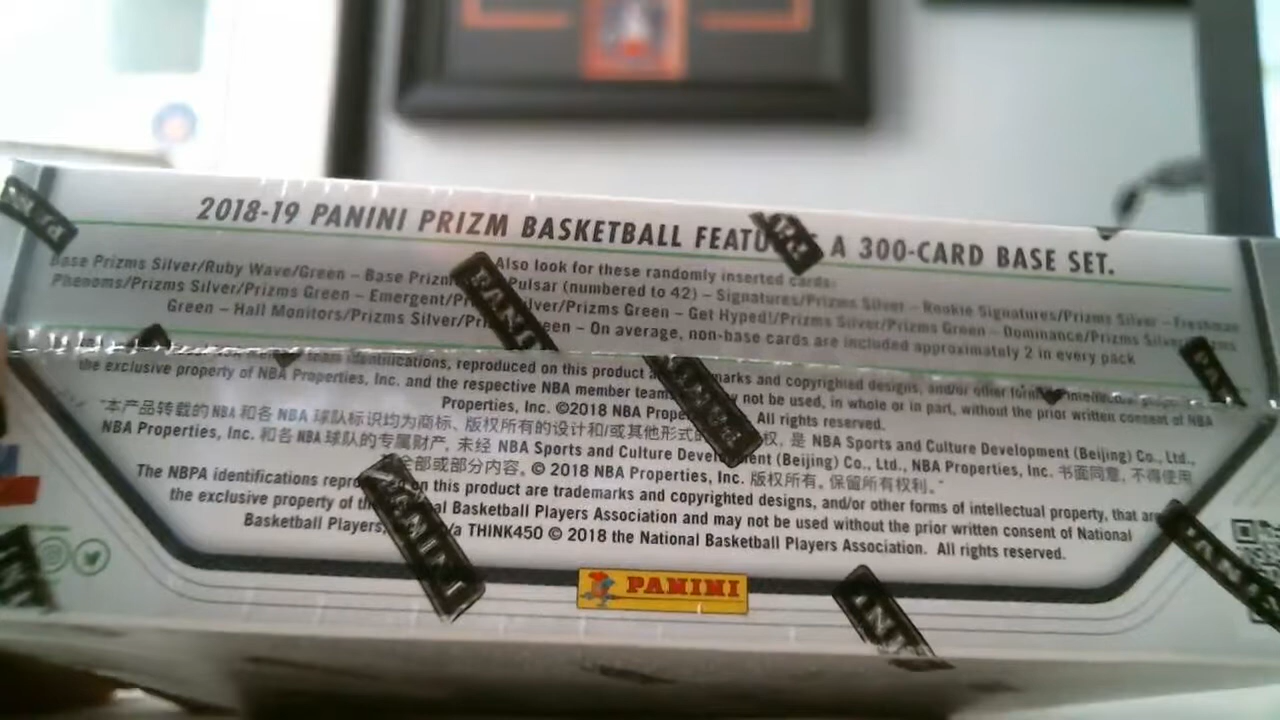 2018-19 PANINI PRIZM BASKETBALL FEATU S A 300-CARD BASE SET.
Also look for these randomly inserted cards:
Base Prizms Silver/Ruby Wave/Green – Base Prizm Pulsar (numbered to 42) – Signatures/Prizms Silver – Rookie Signatures/Prizms Silver – Freshman
Phenoms/Prizms Silver/Prizms Green – Emergent/Pr ilver/Prizms Green – Get Hyped!/Prizms Silver/Prizms Green – Dominance/Prizms Silver
Green – Hall Monitors/Prizms Silver/Pri een – On average, non-base cards are included approximately 2 in every pack
team identifications, reproduced on this product marks and copyrighted designs, and/or other intellectual
the exclusive property of NBA Properties, Inc. and the respective NBA member teams y not be used, in whole or in part, without the prior written consent of NBA
Properties, Inc. ©2018 NBA Prope All rights reserved.
"本产品转载的 NBA 和各 NBA 球队标识均为商标、版权所有的设计和/或其他形式的 权, 是 NBA Sports and Culture Development (Beijing) Co., Ltd.,
NBA Properties, Inc. 和各 NBA 球队的专属财产, 未经 NBA Sports and Culture Devel ent (Beijing) Co., Ltd., NBA Properties, Inc. 书面同意, 不得使用
全部或部分内容。© 2018 NBA Properties, Inc. 版权所有。保留所有权利。"
The NBPA identifications repro on this product are trademarks and copyrighted designs, and/or other forms of intellectual property, that are
the exclusive property of th al Basketball Players Association and may not be used without the prior written consent of National
Basketball Players, /a THINK450 © 2018 the National Basketball Players Association. All rights reserved.
PANINI
PANINI
PANINI